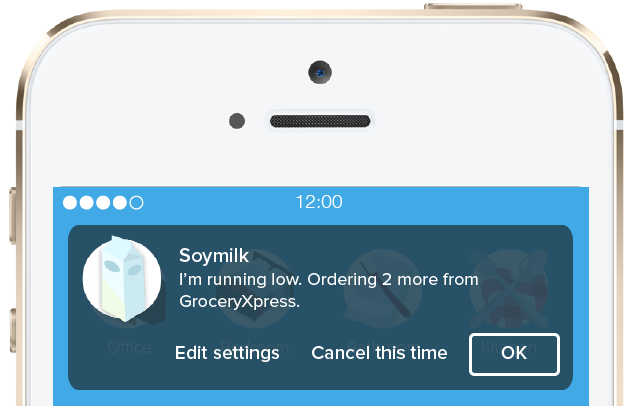 12:00
Soymilk
I'm running low. Ordering 2 more from
GroceryXpress.
Office
Edit settings
Cancel this time
OK